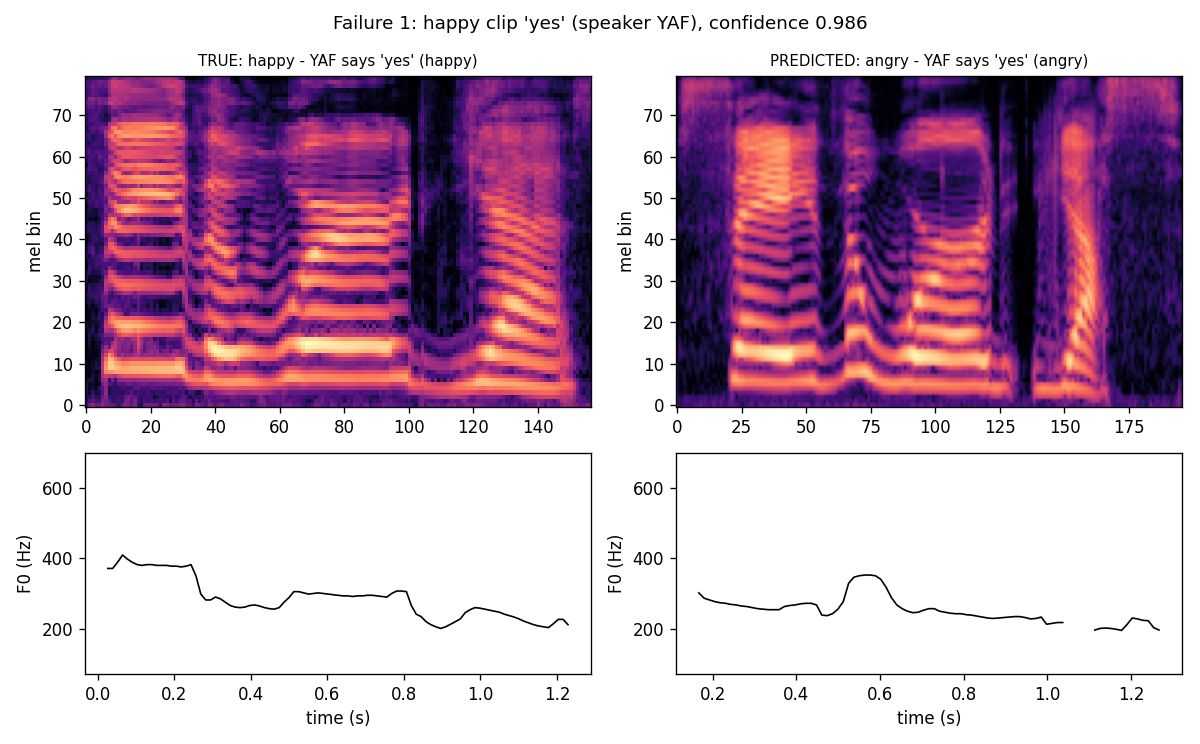 Failure 1: happy clip 'yes' (speaker YAF), confidence 0.986
TRUE: happy - YAF says 'yes' (happy)
PREDICTED: angry - YAF says 'yes' (angry)
mel bin
70
60
50
40
30
20
10
0
0 20 40 60 80 100 120 140
mel bin
70
60
50
40
30
20
10
0
0 25 50 75 100 125 150 175
F0 (Hz)
600
400
200
0.0 0.2 0.4 0.6 0.8 1.0 1.2
time (s)
F0 (Hz)
600
400
200
0.2 0.4 0.6 0.8 1.0 1.2
time (s)